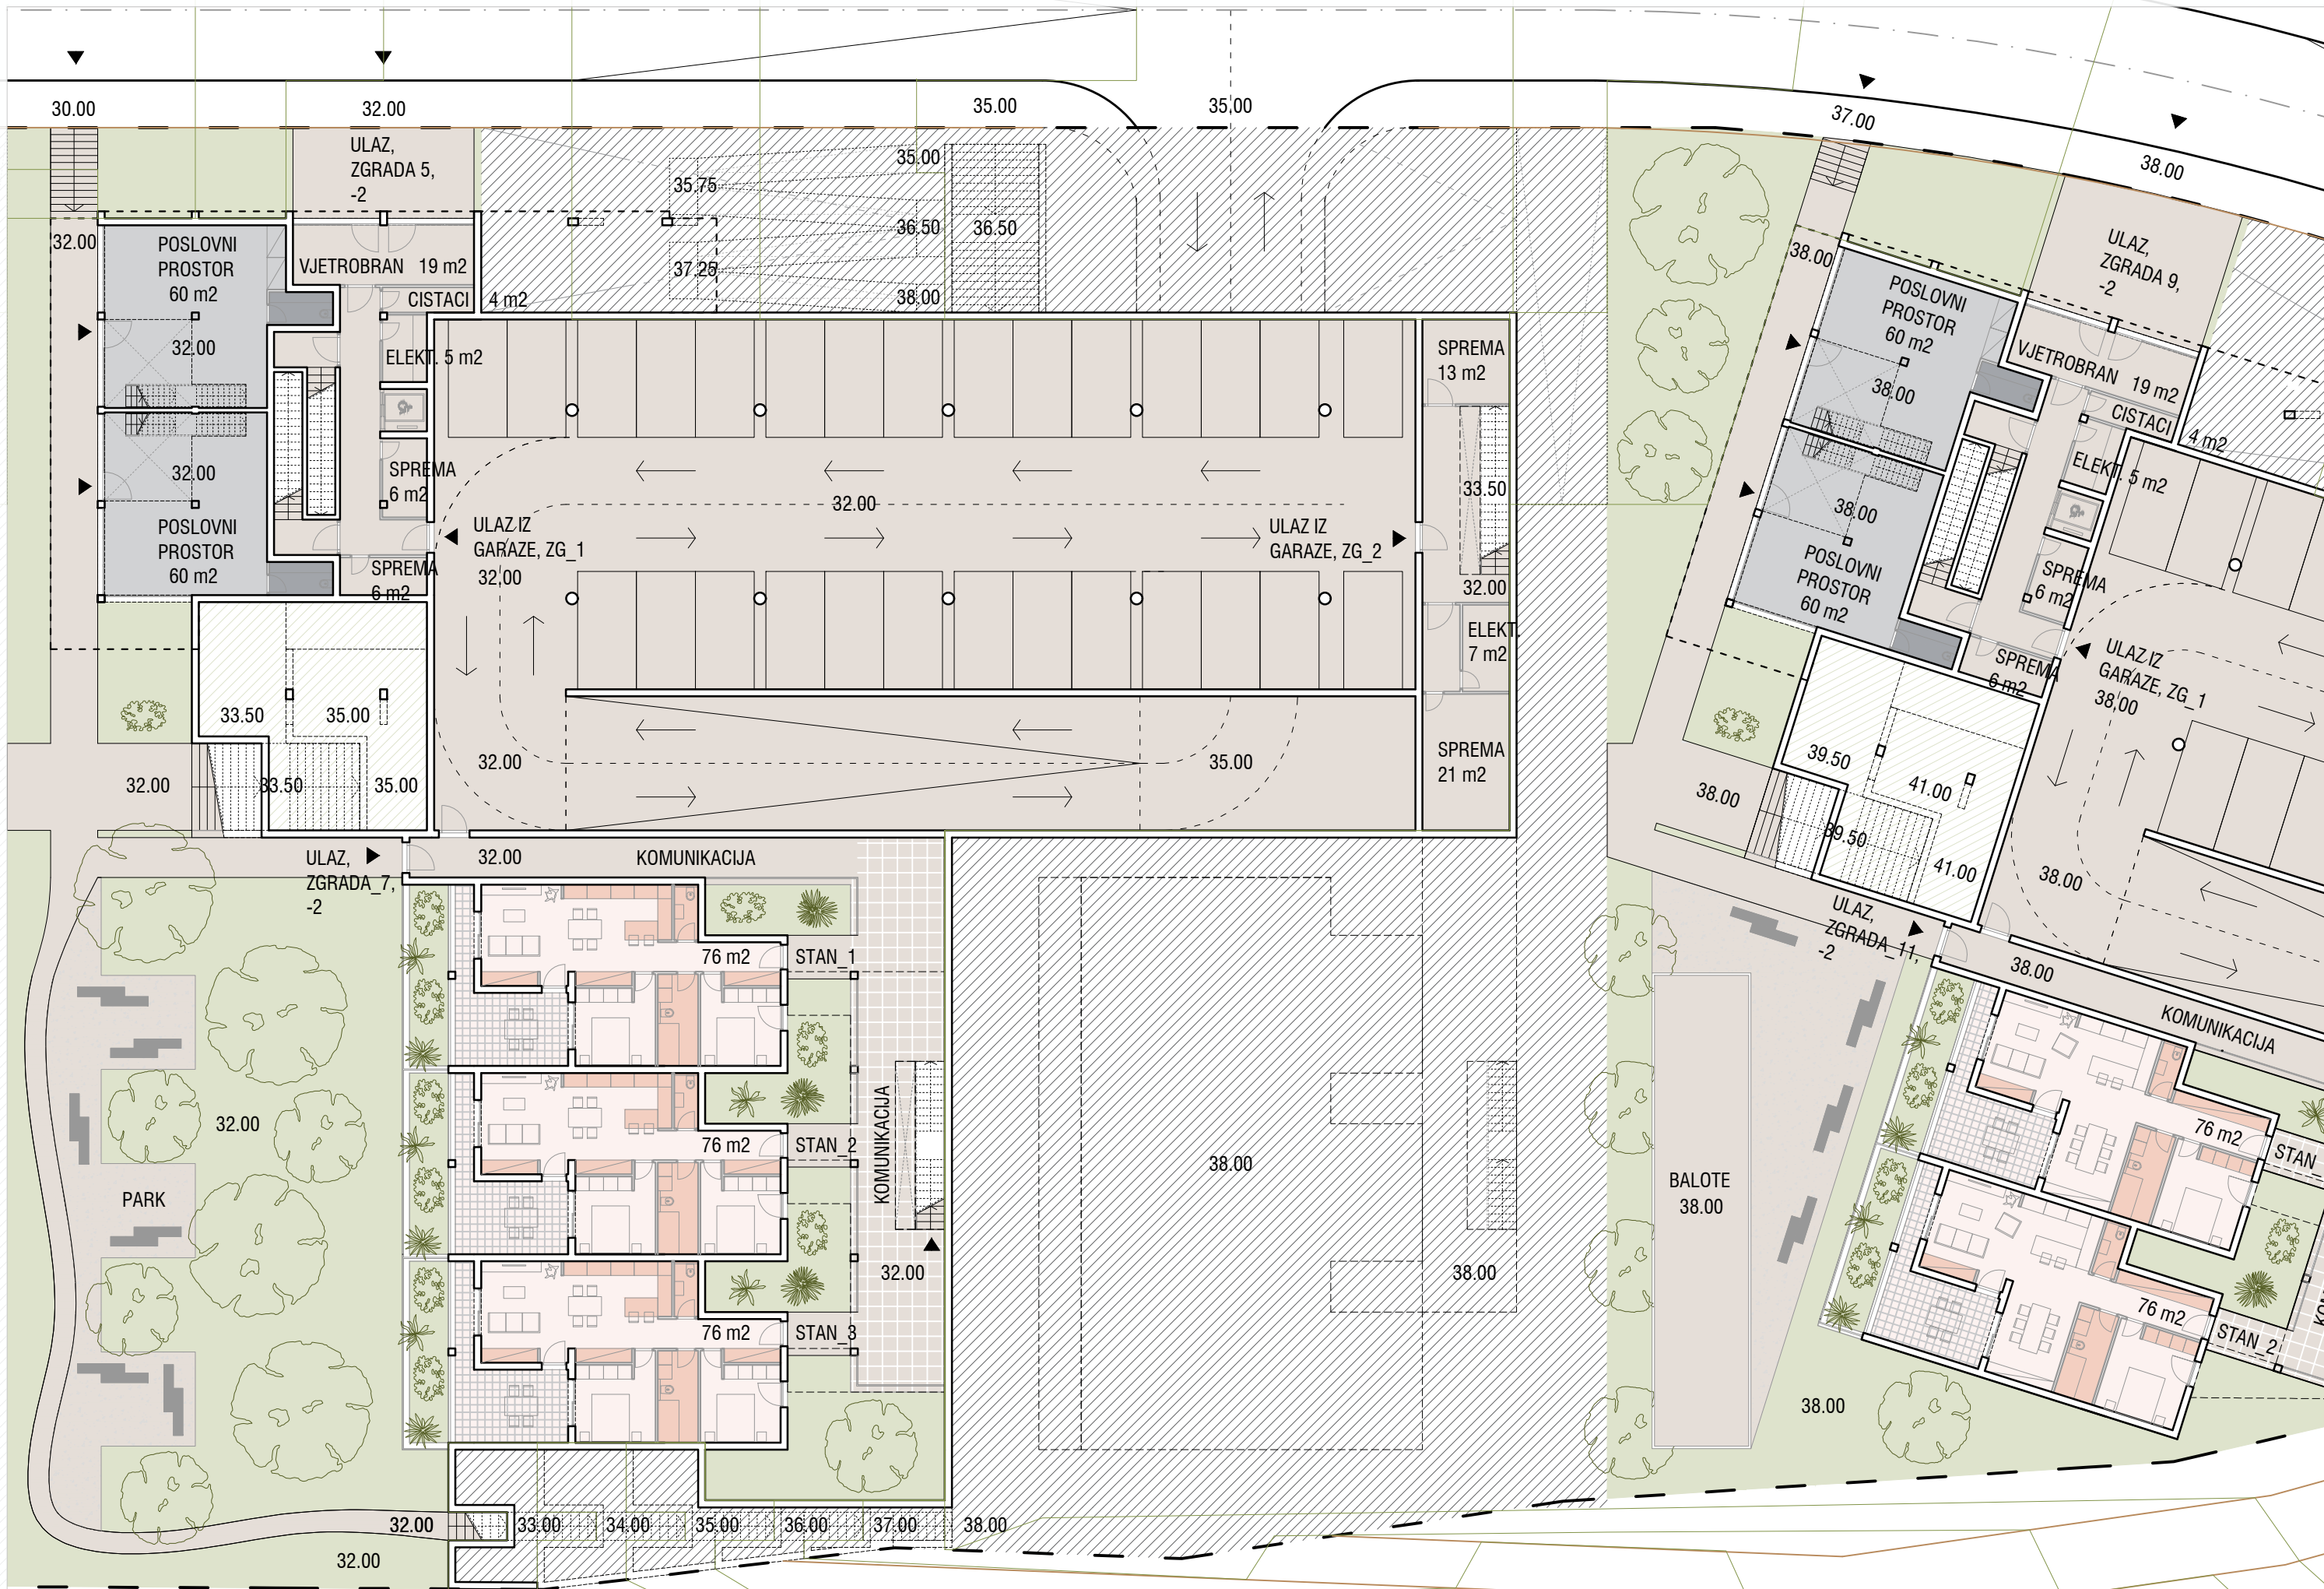 30.00
32.00
35.00
35.00
37.00
38.00
ULAZ,
ZGRADA 5,
-2
35.00
35.75
36.50
36.50
37.25
38.00
32.00
POSLOVNI
PROSTOR
60 m2
VJETROBRAN 19 m2
CISTACI 4 m2
32.00
ELEKT. 5 m2
32.00
SPREMA
6 m2
POSLOVNI
PROSTOR
60 m2
SPREMA
6 m2
ULAZ IZ
GARAZE, ZG_1
32.00
32.00
ULAZ IZ
GARAZE, ZG_2
SPREMA
13 m2
33.50
32.00
ELEKT.
7 m2
SPREMA
21 m2
33.50
35.00
32.00
33.50
35.00
32.00
35.00
ULAZ,
ZGRADA_7,
-2
32.00
KOMUNIKACIJA
76 m2
STAN_1
76 m2
STAN_2
76 m2
STAN_3
KOMUNIKACIJA
32.00
32.00
PARK
38.00
38.00
32.00
33.00
34.00
35.00
36.00
37.00
38.00
32.00
ULAZ,
ZGRADA 9,
-2
38.00
POSLOVNI
PROSTOR
60 m2
38.00
VJETROBRAN 19 m2
CISTACI 4 m2
ELEKT. 5 m2
38.00
POSLOVNI
PROSTOR
60 m2
SPREMA
6 m2
SPREMA
6 m2
ULAZ IZ
GARAZE, ZG_1
38,00
39.50
41.00
38.00
39.50
41.00
38.00
ULAZ,
ZGRADA_11,
-2
38.00
KOMUNIKACIJA
76 m2
STAN_
76 m2
STAN_2
BALOTE
38.00
38.00